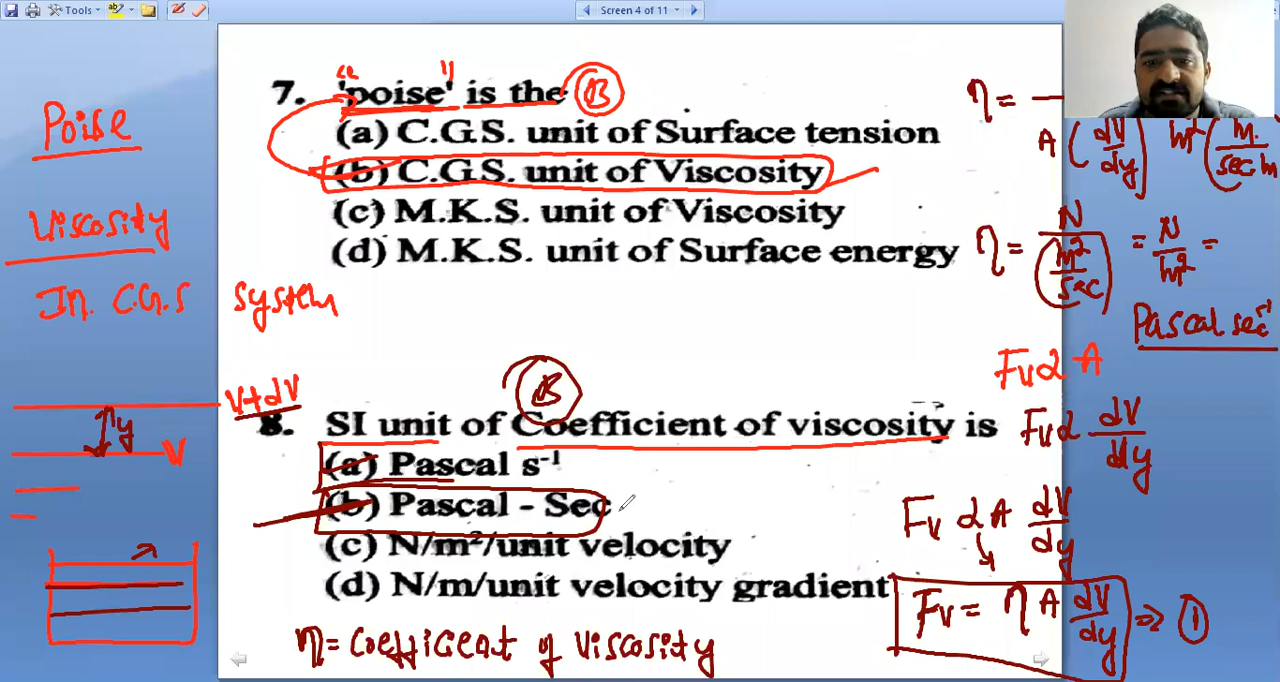 Tools
Screen 4 of 11
Poise
Viscosity
In C.G.S system
V+dV
y
V
7. 'poise' is the B
(a) C.G.S. unit of Surface tension
(b) C.G.S. unit of Viscosity
(c) M.K.S. unit of Viscosity
(d) M.K.S. unit of Surface energy
B
8. SI unit of Coefficient of viscosity is
(a) Pascal s⁻¹
(b) Pascal - Sec
(c) N/m²/unit velocity
(d) N/m/unit velocity gradient
η = Coefficient of Viscosity
η =
A (dV/dy) m² (m/sec.m
η = N/(m²/sec) = N/m² =
Pascal sec⁻¹
Fv α A
Fv α dV/dy
Fv α A dV/dy
Fv = η A dV/dy ⇒ 1